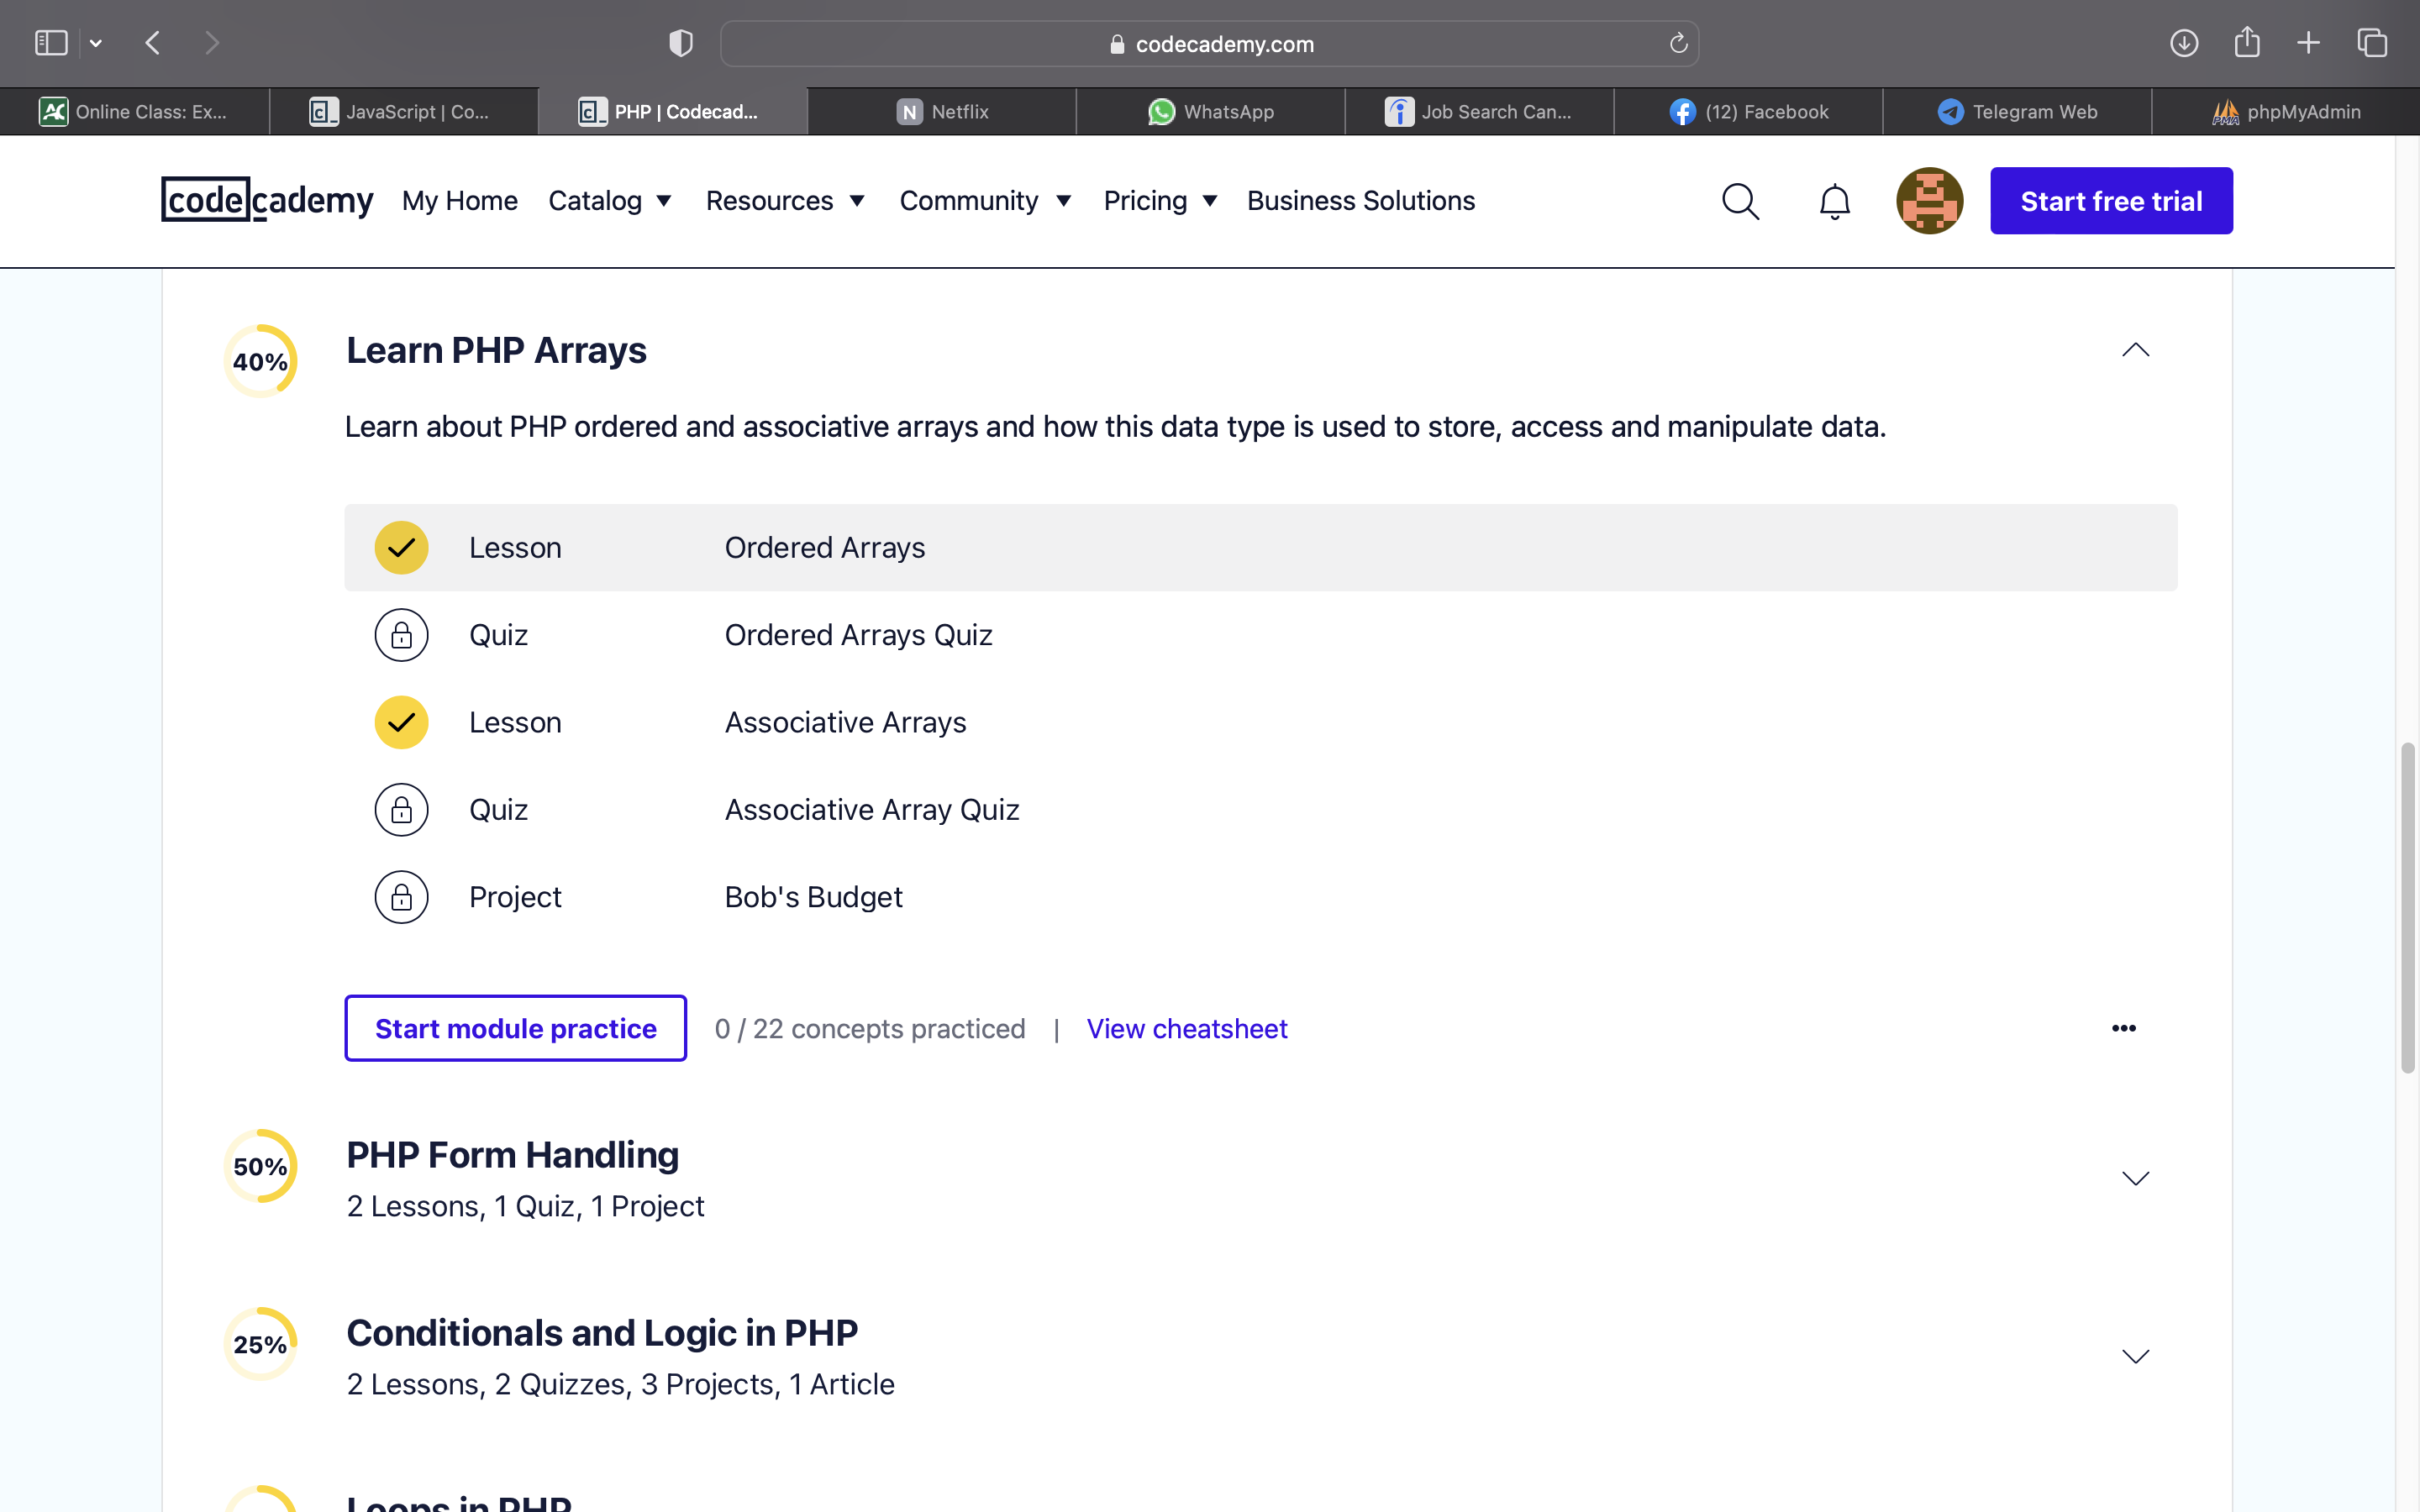 codecademy.com
Online Class: Ex...
JavaScript | Co...
PHP | Codecad...
N Netflix
WhatsApp
Job Search Can...
(12) Facebook
Telegram Web
phpMyAdmin
codecademy My Home Catalog Resources Community Pricing Business Solutions Start free trial
40% Learn PHP Arrays
Learn about PHP ordered and associative arrays and how this data type is used to store, access and manipulate data.
Lesson Ordered Arrays
Quiz Ordered Arrays Quiz
Lesson Associative Arrays
Quiz Associative Array Quiz
Project Bob's Budget
Start module practice 0 / 22 concepts practiced | View cheatsheet
50% PHP Form Handling
2 Lessons, 1 Quiz, 1 Project
25% Conditionals and Logic in PHP
2 Lessons, 2 Quizzes, 3 Projects, 1 Article
Loops in PHP